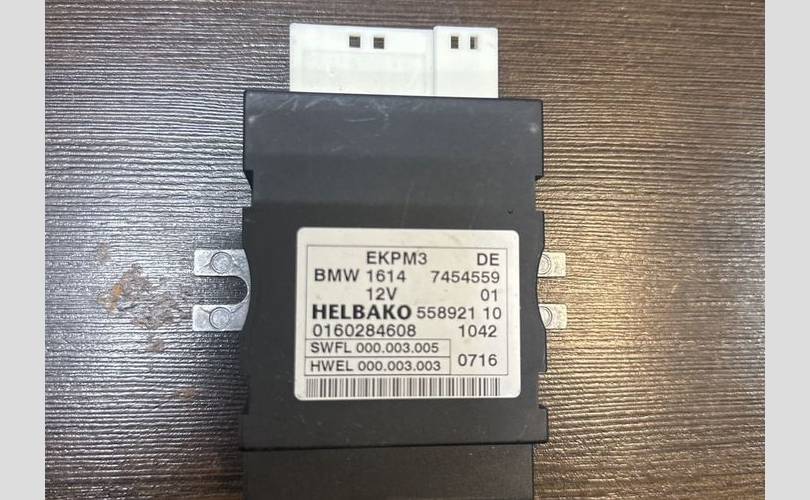 EKPM3 DE
BMW 1614 7454559
12V 01
HELBAKO 558921 10
0160284608 1042
SWFL 000.003.005
HWEL 000.003.003 0716